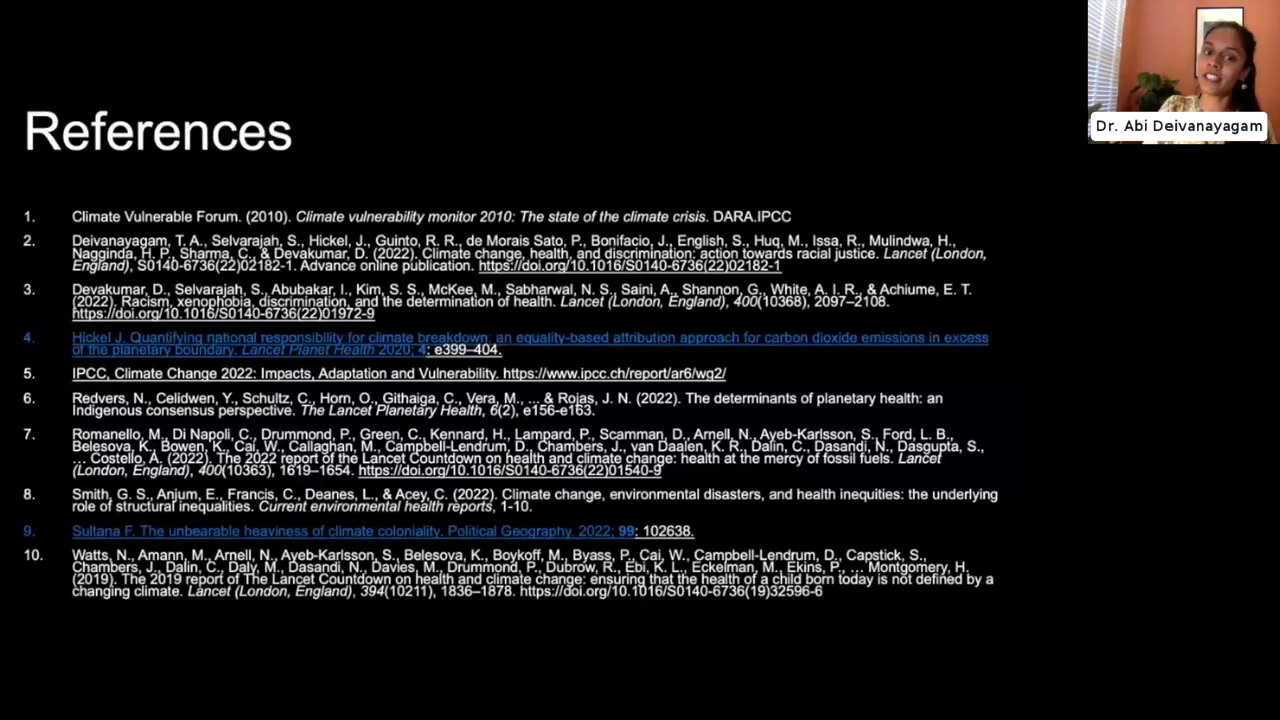 Dr. Abi Deivanayagam
References
1. Climate Vulnerable Forum. (2010). Climate vulnerability monitor 2010: The state of the climate crisis. DARA.IPCC
2. Deivanayagam, T. A., Selvarajah, S., Hickel, J., Guinto, R. R., de Morais Sato, P., Bonifacio, J., English, S., Huq, M., Issa, R., Mulindwa, H.,
Nagginda, H. P., Sharma, C., & Devakumar, D. (2022). Climate change, health, and discrimination: action towards racial justice. Lancet (London,
England), S0140-6736(22)02182-1. Advance online publication. https://doi.org/10.1016/S0140-6736(22)02182-1
3. Devakumar, D., Selvarajah, S., Abubakar, I., Kim, S. S., McKee, M., Sabharwal, N. S., Saini, A., Shannon, G., White, A. I. R., & Achiume, E. T.
(2022). Racism, xenophobia, discrimination, and the determination of health. Lancet (London, England), 400(10368), 2097–2108.
https://doi.org/10.1016/S0140-6736(22)01972-9
4. Hickel J. Quantifying national responsibility for climate breakdown: an equality-based attribution approach for carbon dioxide emissions in excess
of the planetary boundary. Lancet Planet Health 2020; 4: e399–404.
5. IPCC, Climate Change 2022: Impacts, Adaptation and Vulnerability. https://www.ipcc.ch/report/ar6/wg2/
6. Redvers, N., Celidwen, Y., Schultz, C., Horn, O., Githaiga, C., Vera, M., ... & Rojas, J. N. (2022). The determinants of planetary health: an
Indigenous consensus perspective. The Lancet Planetary Health, 6(2), e156-e163.
7. Romanello, M., Di Napoli, C., Drummond, P., Green, C., Kennard, H., Lampard, P., Scamman, D., Arnell, N., Ayeb-Karlsson, S., Ford, L. B.,
Belesova, K., Bowen, K., Cai, W., Callaghan, M., Campbell-Lendrum, D., Chambers, J., van Daalen, K. R., Dalin, C., Dasandi, N., Dasgupta, S.,
… Costello, A. (2022). The 2022 report of the Lancet Countdown on health and climate change: health at the mercy of fossil fuels. Lancet
(London, England), 400(10363), 1619–1654. https://doi.org/10.1016/S0140-6736(22)01540-9
8. Smith, G. S., Anjum, E., Francis, C., Deanes, L., & Acey, C. (2022). Climate change, environmental disasters, and health inequities: the underlying
role of structural inequalities. Current environmental health reports, 1-10.
9. Sultana F. The unbearable heaviness of climate coloniality. Political Geography. 2022; 99: 102638.
10. Watts, N., Amann, M., Arnell, N., Ayeb-Karlsson, S., Belesova, K., Boykoff, M., Byass, P., Cai, W., Campbell-Lendrum, D., Capstick, S.,
Chambers, J., Dalin, C., Daly, M., Dasandi, N., Davies, M., Drummond, P., Dubrow, R., Ebi, K. L., Eckelman, M., Ekins, P., … Montgomery, H.
(2019). The 2019 report of The Lancet Countdown on health and climate change: ensuring that the health of a child born today is not defined by a
changing climate. Lancet (London, England), 394(10211), 1836–1878. https://doi.org/10.1016/S0140-6736(19)32596-6